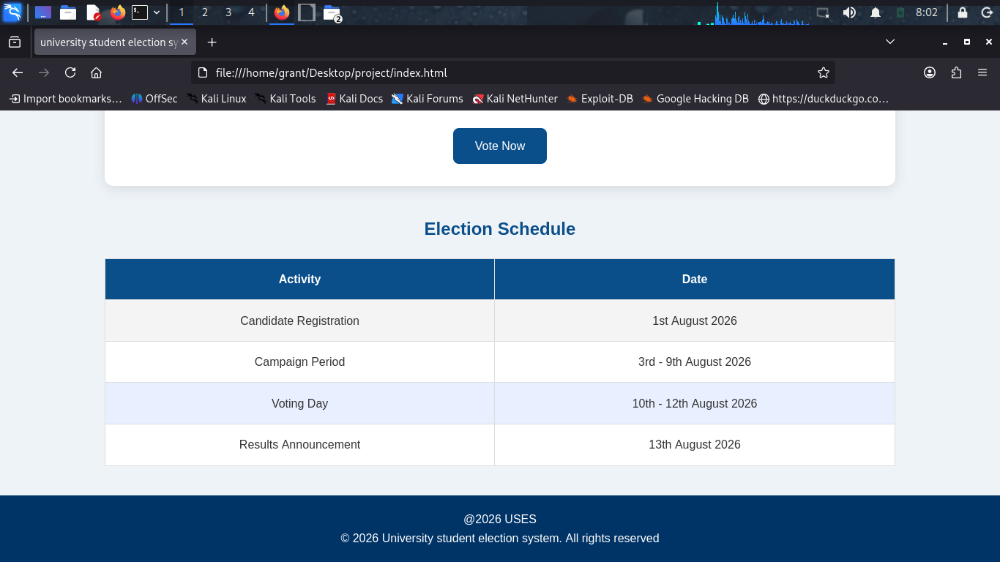 1 2 3 4 2 8:02
university student election sy
file:///home/grant/Desktop/project/index.html
Import bookmarks... OffSec Kali Linux Kali Tools Kali Docs Kali Forums Kali NetHunter Exploit-DB Google Hacking DB https://duckduckgo.co...
Vote Now
Election Schedule
Activity Date
Candidate Registration 1st August 2026
Campaign Period 3rd - 9th August 2026
Voting Day 10th - 12th August 2026
Results Announcement 13th August 2026
@2026 USES
© 2026 University student election system. All rights reserved